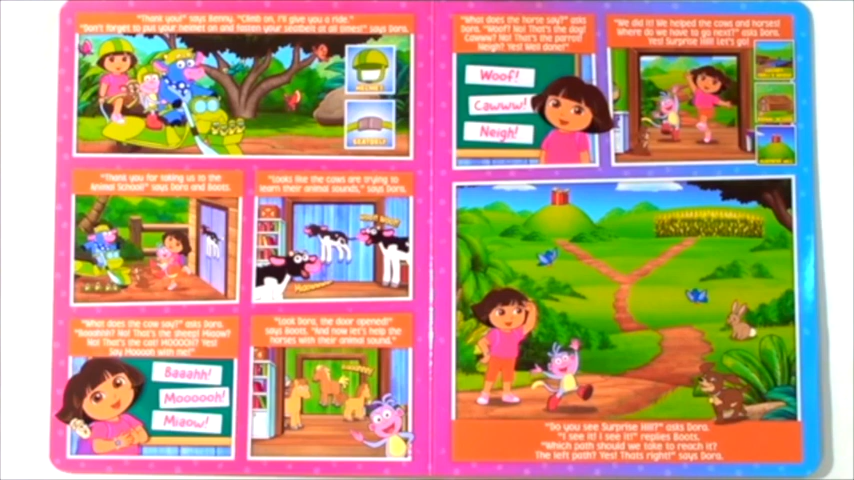 "Thank you!" says Benny. "Climb on, I'll give you a ride."
"Don't forget to put your helmet on and fasten your seatbelt at all times!" says Dora.
HELMET
SEATBELT
"Thank you for taking us to the
Animal School!" says Dora and Boots.
"Looks like the cows are trying to
learn their animal sounds," says Dora.
Woof Woof!
"What does the cow say?" asks Dora.
"Baaahh? No! That's the sheep! Miaow?
No! That's the cat! MOOOO? Yes!
Say Mooooh with me!"
Baaahh!
Moooooh!
Miaow!
"Look Dora, the door opened!"
says Boots. "And now let's help the
horses with their animal sound."
"What does the horse say?" asks
Dora. "Woof? No! That's the dog!
Cawww? No! That's the parrot!
Neigh? Yes! Well done!"
Woof!
Cawww!
Neigh!
"We did it! We helped the cows and horses!
Where do we have to go next?" asks Dora.
"Yes! Surprise Hill! Let's go!"
"Do you see Surprise Hill?" asks Dora.
"I see it! I see it!" replies Boots.
"Which path should we take to reach it?
The left path? Yes! Thats right!" says Dora.